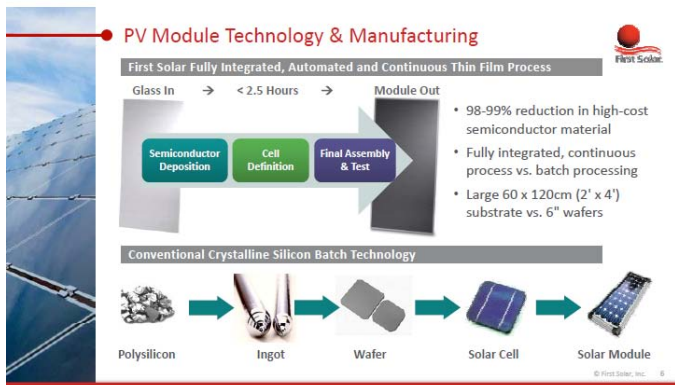 PV Module Technology & Manufacturing
First Solar.
First Solar Fully Integrated, Automated and Continuous Thin Film Process
Glass In → < 2.5 Hours → Module Out
Semiconductor
Deposition
Cell
Definition
Final Assembly
& Test
• 98-99% reduction in high-cost
semiconductor material
• Fully integrated, continuous
process vs. batch processing
• Large 60 x 120cm (2' x 4')
substrate vs. 6" wafers
Conventional Crystalline Silicon Batch Technology
Polysilicon
Ingot
Wafer
Solar Cell
Solar Module
© First Solar, Inc. 6